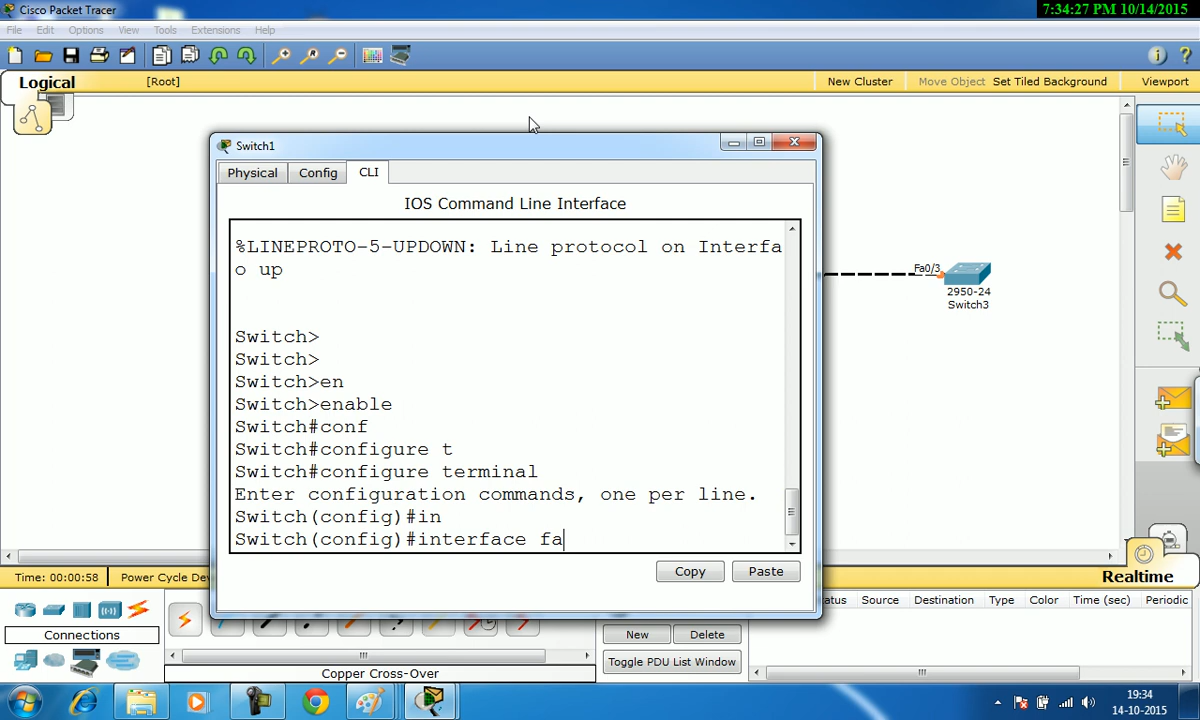 Cisco Packet Tracer
7:34:27 PM 10/14/2015
File Edit Options View Tools Extensions Help
Logical
[Root]
New Cluster
Move Object
Set Tiled Background
Viewport
Switch1
Physical
Config
CLI
IOS Command Line Interface
%LINEPROTO-5-UPDOWN: Line protocol on Interfa
o up
Switch>
Switch>
Switch>en
Switch>enable
Switch#conf
Switch#configure t
Switch#configure terminal
Enter configuration commands, one per line.
Switch(config)#in
Switch(config)#interface fa
Copy
Paste
Fa0/3
2950-24
Switch3
Time: 00:00:58
Power Cycle Dev
Realtime
Connections
Copper Cross-Over
New
Delete
Toggle PDU List Window
atus
Source
Destination
Type
Color
Time (sec)
Periodic
19:34
14-10-2015